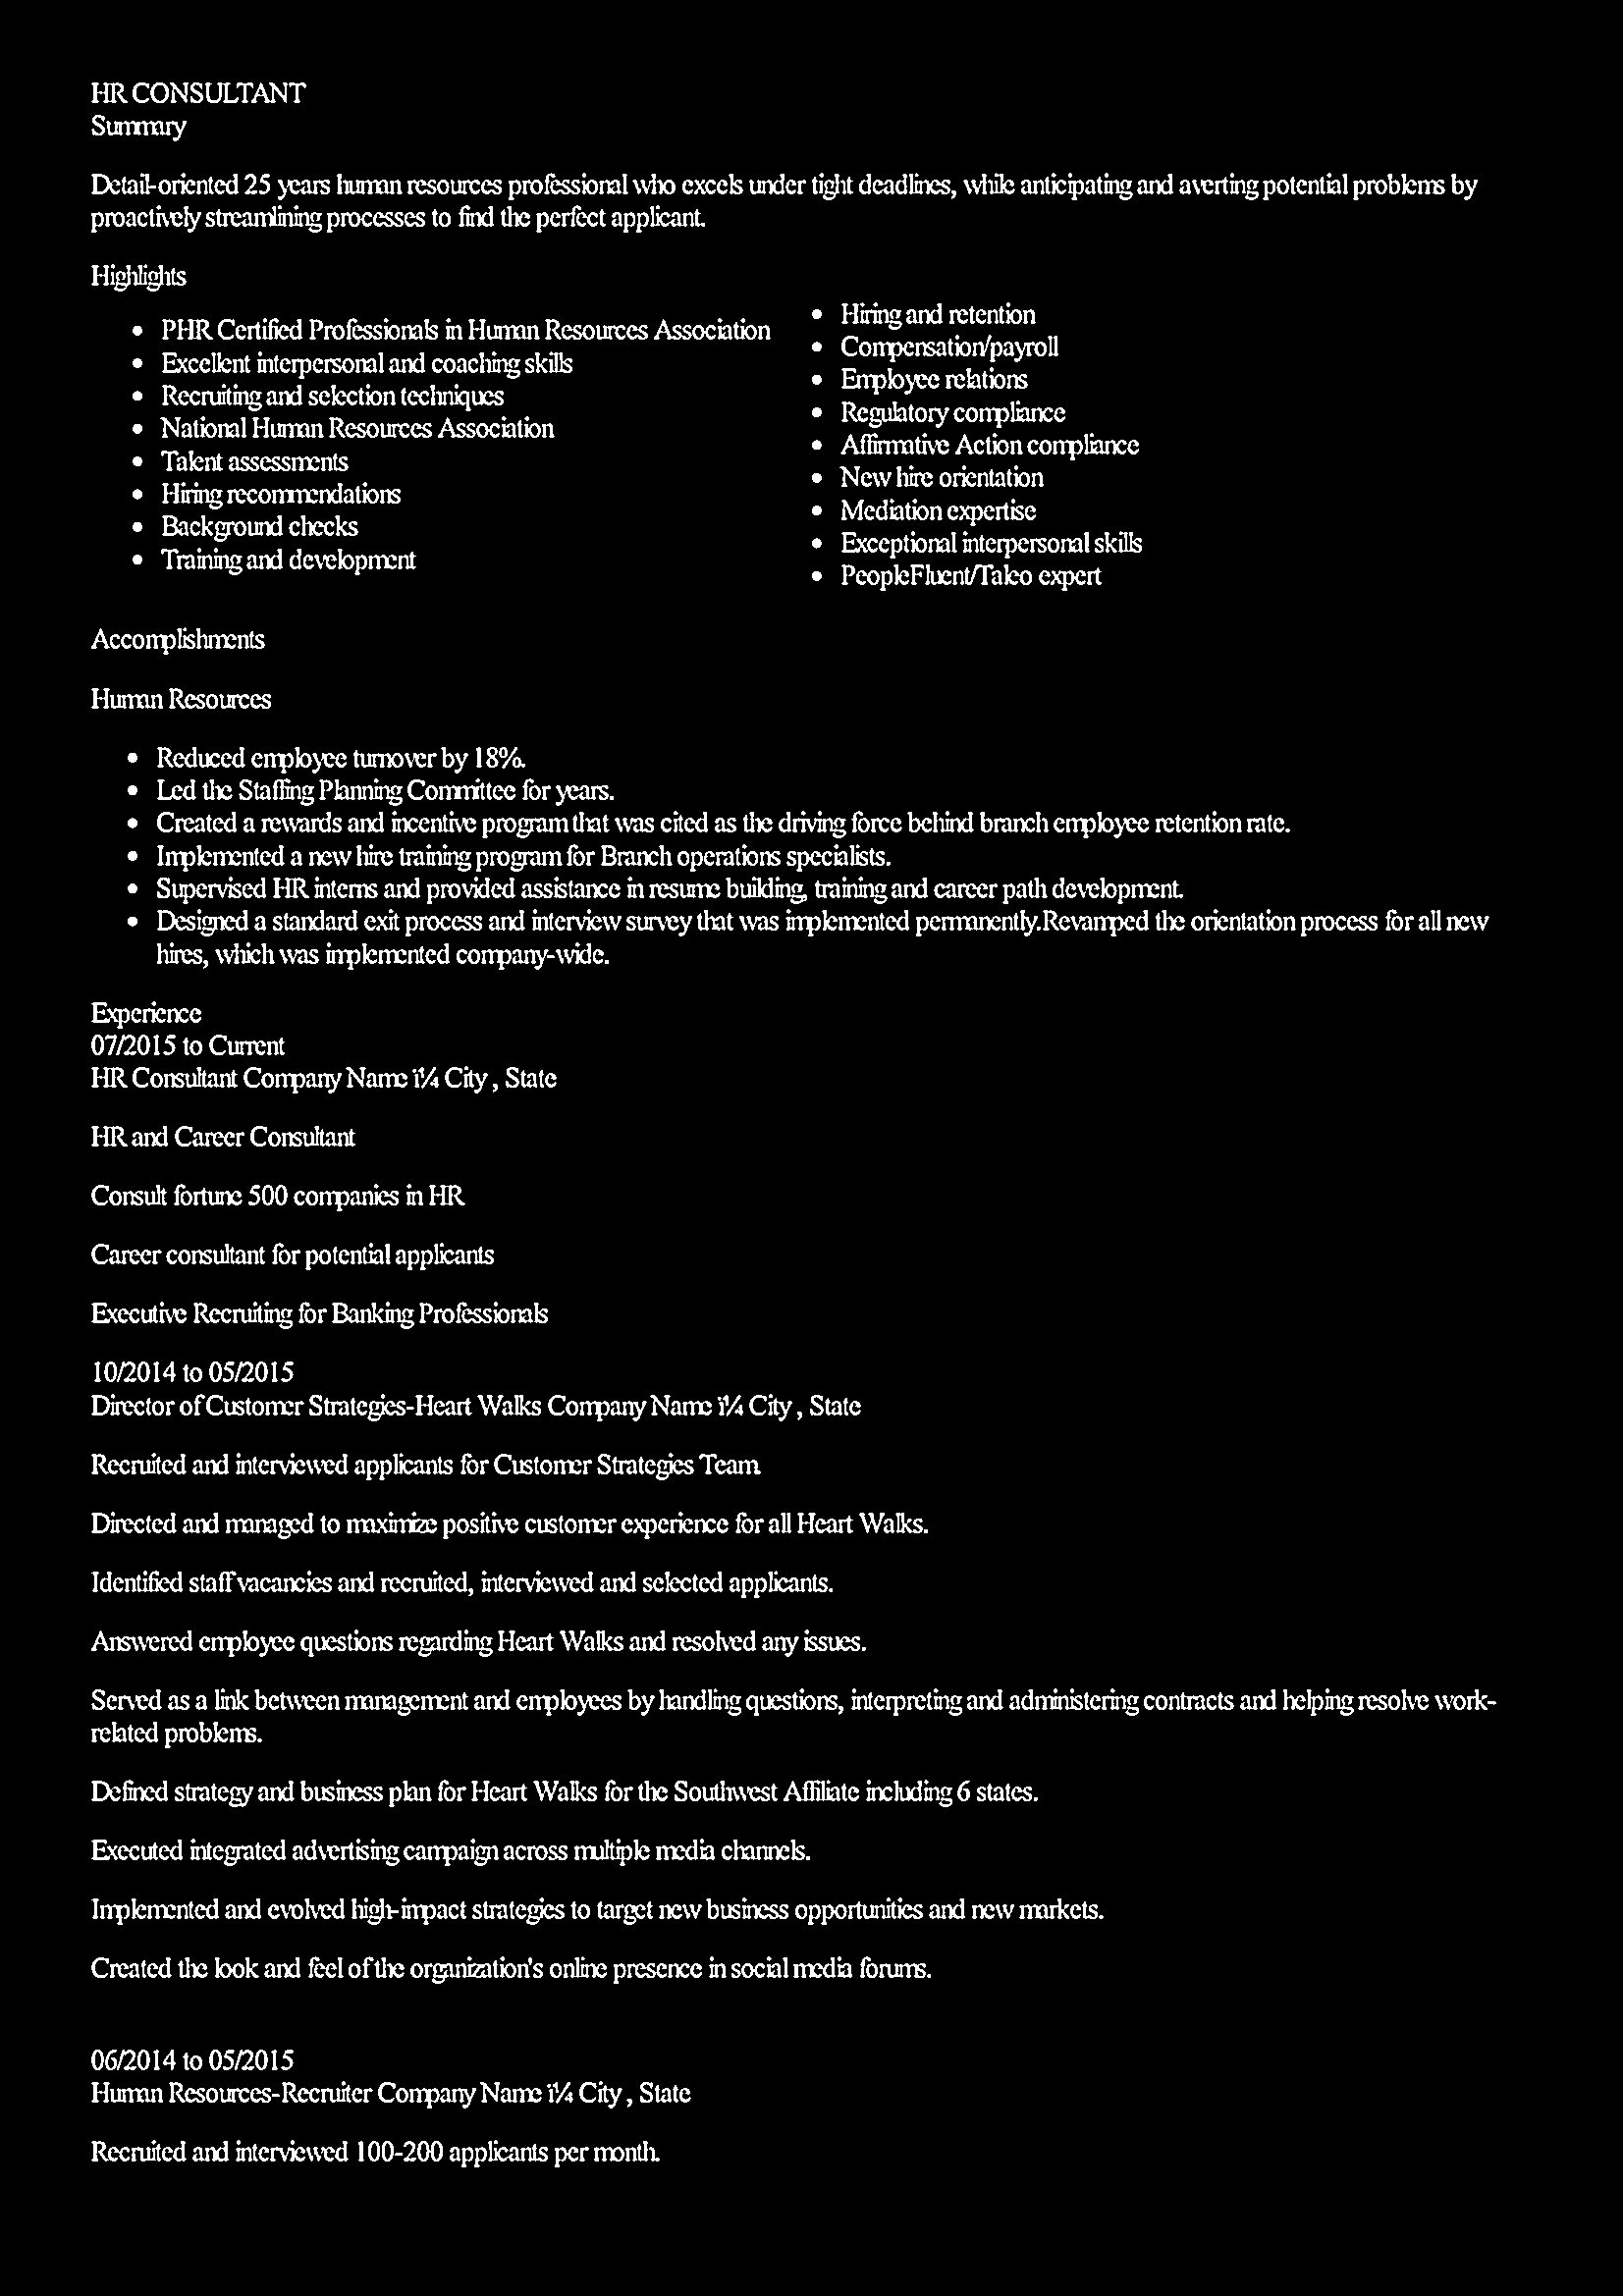 HR CONSULTANT
Summary
Detail-oriented 25 years human resources professional who excels under tight deadlines, while anticipating and averting potential problems by
proactively streamlining processes to find the perfect applicant.
Highlights
• PHR Certified Professionals in Human Resources Association
• Excellent interpersonal and coaching skills
• Recruiting and selection techniques
• National Human Resources Association
• Talent assessments
• Hiring recommendations
• Background checks
• Training and development
• Hiring and retention
• Compensation/payroll
• Employee relations
• Regulatory compliance
• Affirmative Action compliance
• New hire orientation
• Mediation expertise
• Exceptional interpersonal skills
• PeopleFluent/Taleo expert
Accomplishments
Human Resources
• Reduced employee turnover by 18%.
• Led the Staffing Planning Committee for years.
• Created a rewards and incentive program that was cited as the driving force behind branch employee retention rate.
• Implemented a new hire training program for Branch operations specialists.
• Supervised HR interns and provided assistance in resume building, training and career path development.
• Designed a standard exit process and interview survey that was implemented permanently.Revamped the orientation process for all new
hires, which was implemented company-wide.
Experience
07/2015 to Current
HR Consultant Company Name ï¼ City , State
HR and Career Consultant
Consult fortune 500 companies in HR
Career consultant for potential applicants
Executive Recruiting for Banking Professionals
10/2014 to 05/2015
Director of Customer Strategies-Heart Walks Company Name ï¼ City , State
Recruited and interviewed applicants for Customer Strategies Team.
Directed and managed to maximize positive customer experience for all Heart Walks.
Identified staff vacancies and recruited, interviewed and selected applicants.
Answered employee questions regarding Heart Walks and resolved any issues.
Served as a link between management and employees by handling questions, interpreting and administering contracts and helping resolve work-
related problems.
Defined strategy and business plan for Heart Walks for the Southwest Affiliate including 6 states.
Executed integrated advertising campaign across multiple media channels.
Implemented and evolved high-impact strategies to target new business opportunities and new markets.
Created the look and feel of the organization's online presence in social media forums.
06/2014 to 05/2015
Human Resources-Recruiter Company Name ï¼ City , State
Recruited and interviewed 100-200 applicants per month.